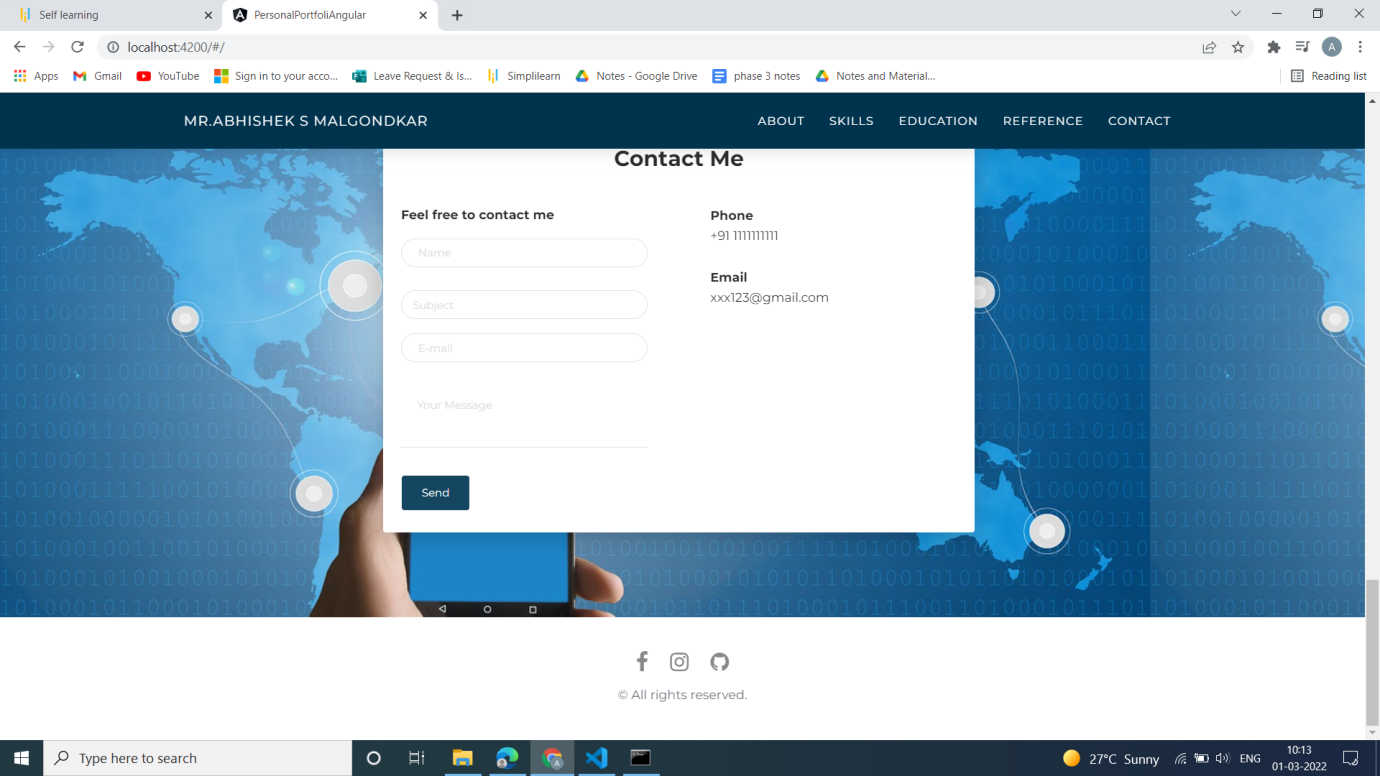 Self learning
PersonalPortfoliAngular
localhost:4200/#/
A
Apps
Gmail
YouTube
Sign in to your acco...
Leave Request & Is...
Simplilearn
Notes - Google Drive
phase 3 notes
Notes and Material...
Reading list
MR.ABHISHEK S MALGONDKAR
ABOUT
SKILLS
EDUCATION
REFERENCE
CONTACT
Contact Me
Feel free to contact me
Name
Subject
E-mail
Your Message
Send
Phone
+91 1111111111
Email
xxx123@gmail.com
© All rights reserved.
Type here to search
27°C Sunny
ENG
10:13
01-03-2022